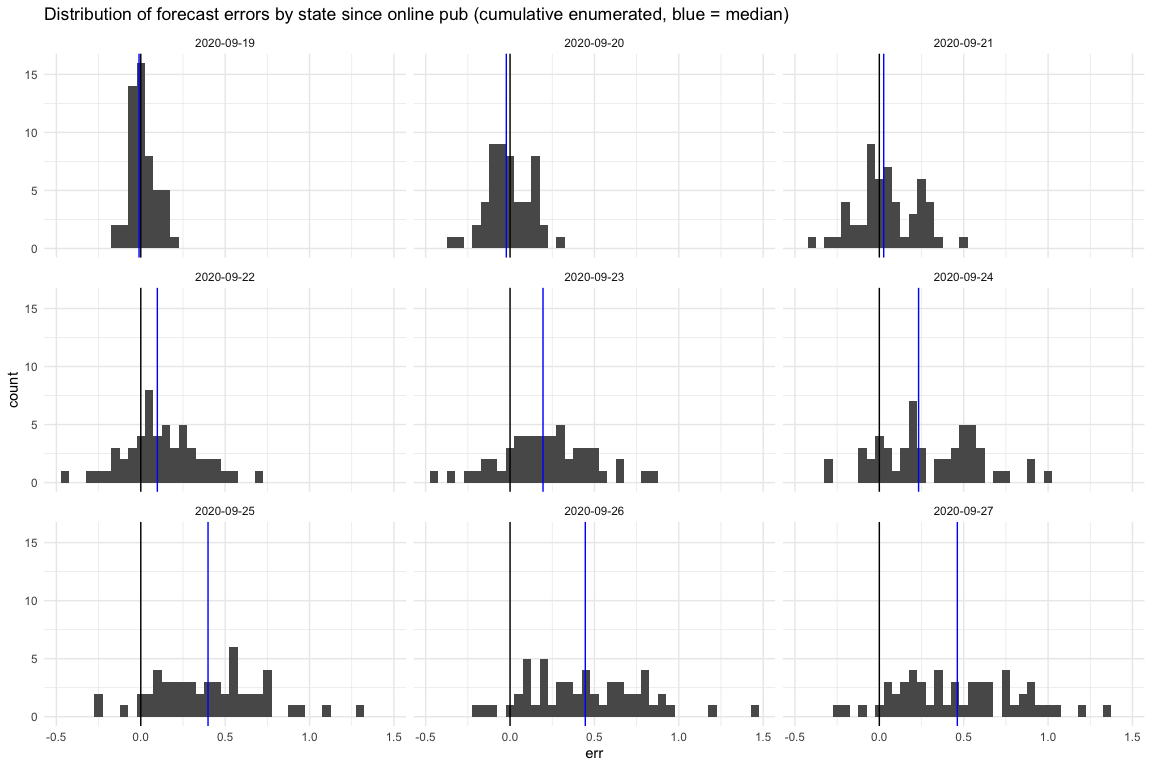 Distribution of forecast errors by state since online pub (cumulative enumerated, blue = median)
2020-09-19 2020-09-20 2020-09-21
15
10
5
0
2020-09-22 2020-09-23 2020-09-24
15
10
5
0
count
2020-09-25 2020-09-26 2020-09-27
15
10
5
0
-0.5 0.0 0.5 1.0 1.5 -0.5 0.0 0.5 1.0 1.5 -0.5 0.0 0.5 1.0 1.5
err